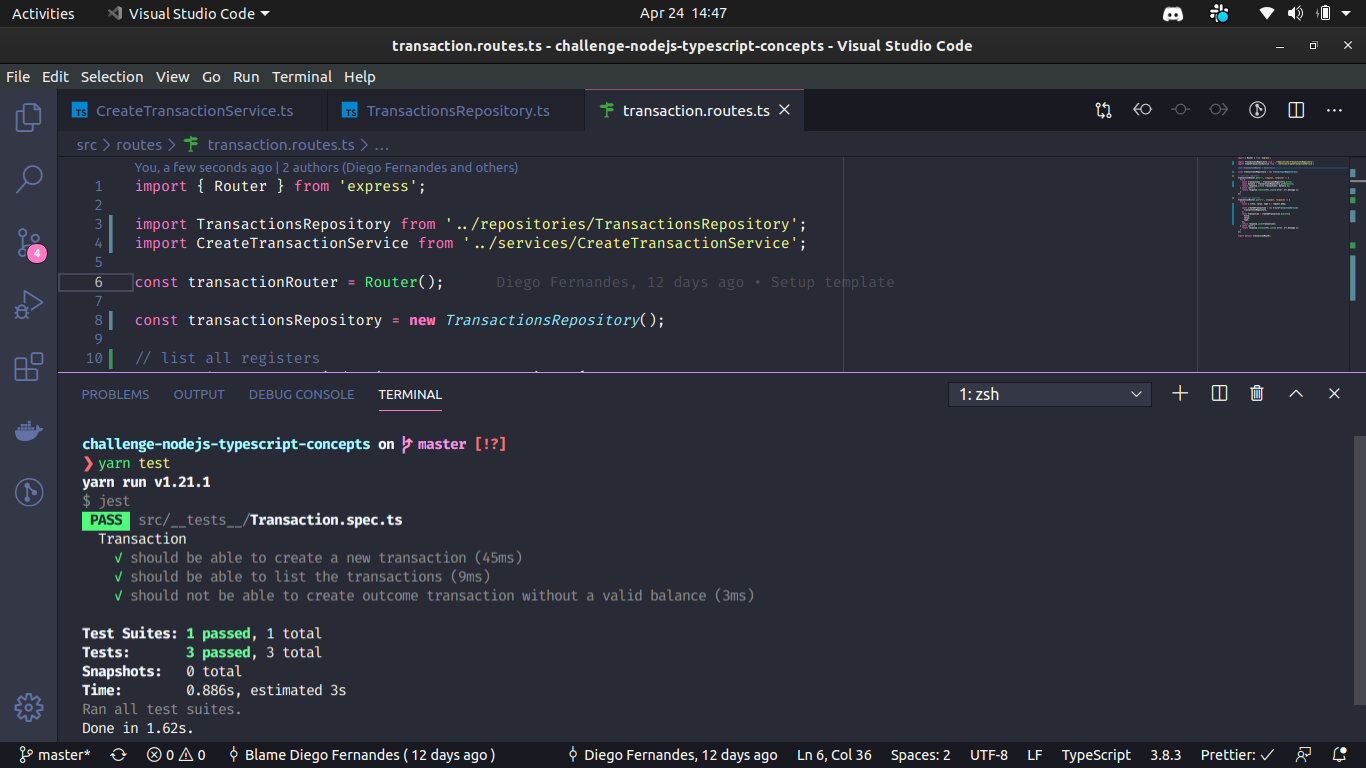 Activities
Visual Studio Code
Apr 24 14:47
transaction.routes.ts - challenge-nodejs-typescript-concepts - Visual Studio Code
File Edit Selection View Go Run Terminal Help
CreateTransactionService.ts
TransactionsRepository.ts
transaction.routes.ts
src > routes > transaction.routes.ts > ...
You, a few seconds ago | 2 authors (Diego Fernandes and others)
1 import { Router } from 'express';
2
3 import TransactionsRepository from '../repositories/TransactionsRepository';
4 import CreateTransactionService from '../services/CreateTransactionService';
5
6 const transactionRouter = Router(); Diego Fernandes, 12 days ago • Setup template
7
8 const transactionsRepository = new TransactionsRepository();
9
10 // list all registers
4
PROBLEMS OUTPUT DEBUG CONSOLE TERMINAL
1: zsh
challenge-nodejs-typescript-concepts on master [!?]
❯ yarn test
yarn run v1.21.1
$ jest
PASS src/__tests__/Transaction.spec.ts
Transaction
√ should be able to create a new transaction (45ms)
√ should be able to list the transactions (9ms)
√ should not be able to create outcome transaction without a valid balance (3ms)
Test Suites: 1 passed, 1 total
Tests: 3 passed, 3 total
Snapshots: 0 total
Time: 0.886s, estimated 3s
Ran all test suites.
Done in 1.62s.
master* 0 0 Blame Diego Fernandes ( 12 days ago ) Diego Fernandes, 12 days ago Ln 6, Col 36 Spaces: 2 UTF-8 LF TypeScript 3.8.3 Prettier: ✓